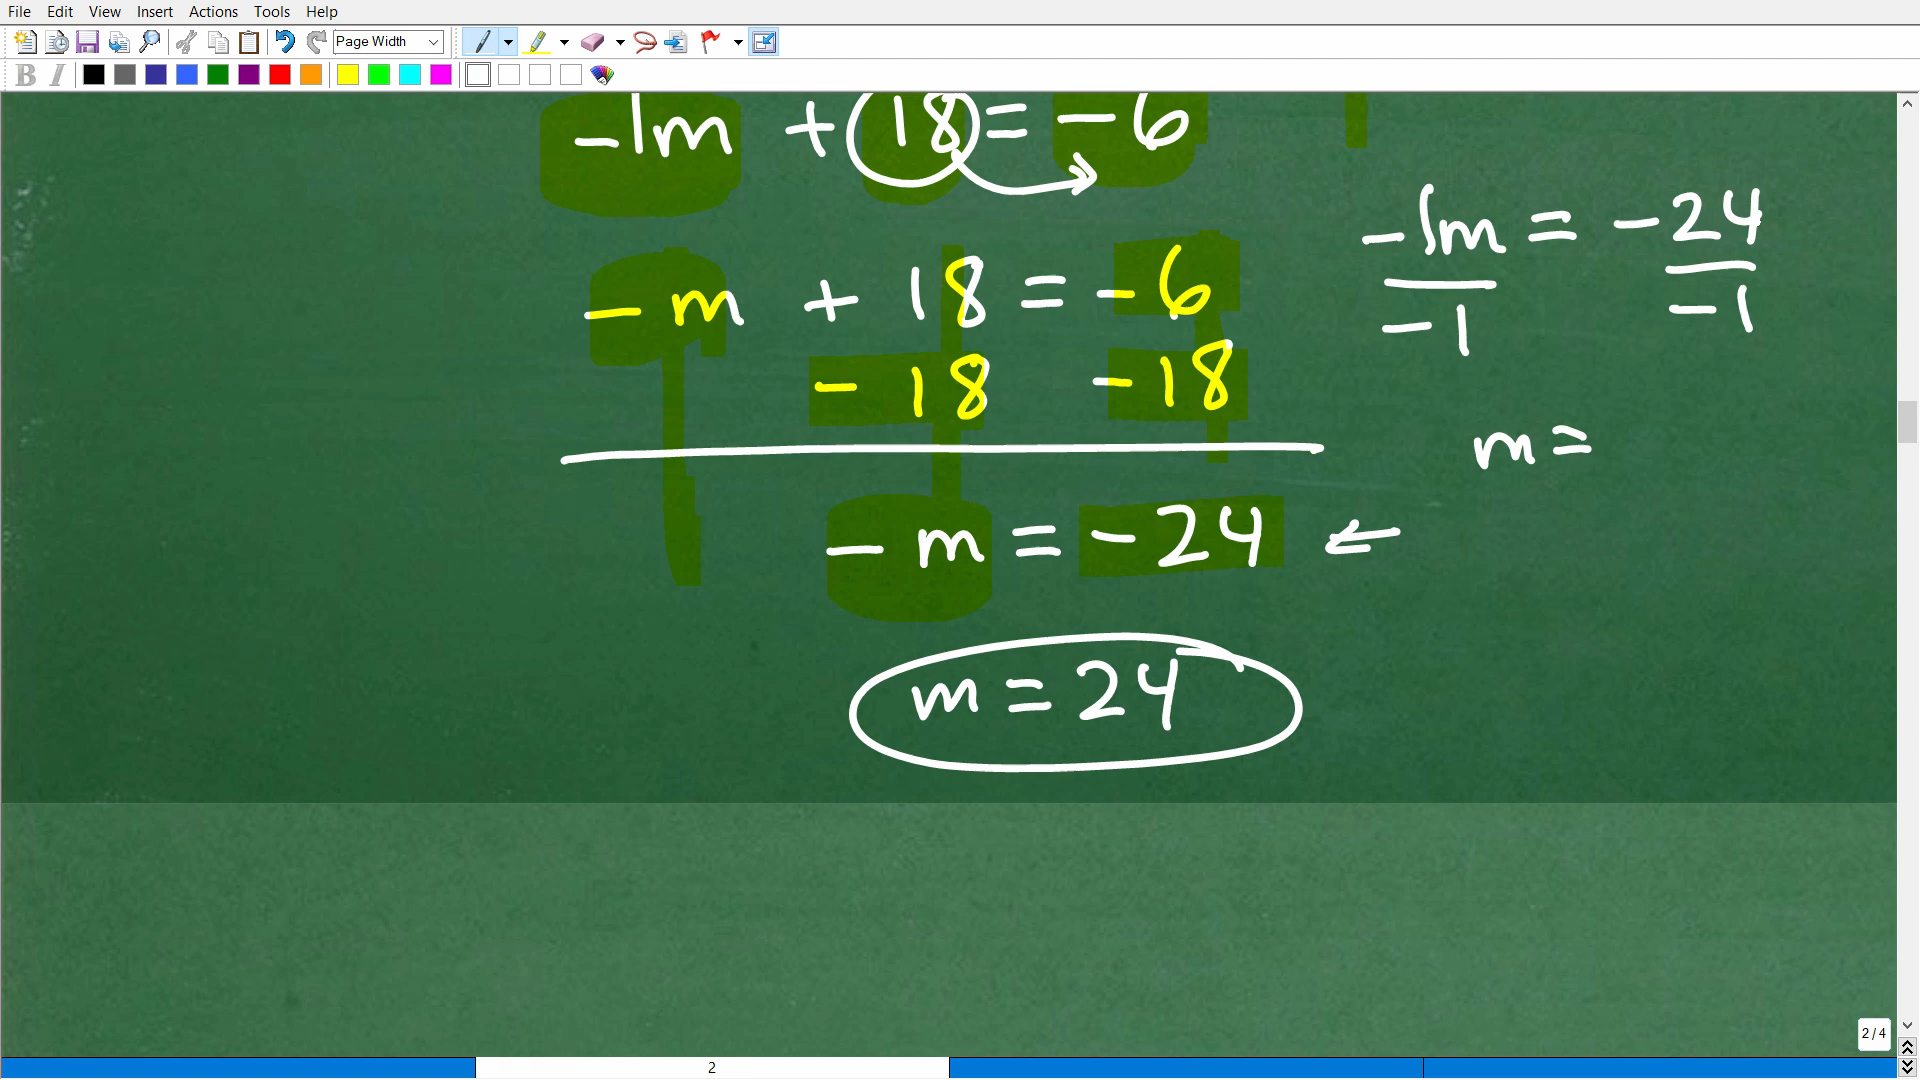 File Edit View Insert Actions Tools Help
Page Width
B I
-1m + 18 = -6
-m + 18 = -6
-18 -18
-m = -24
m = 24
-1m = -24
-1 -1
m =
2 / 4
2